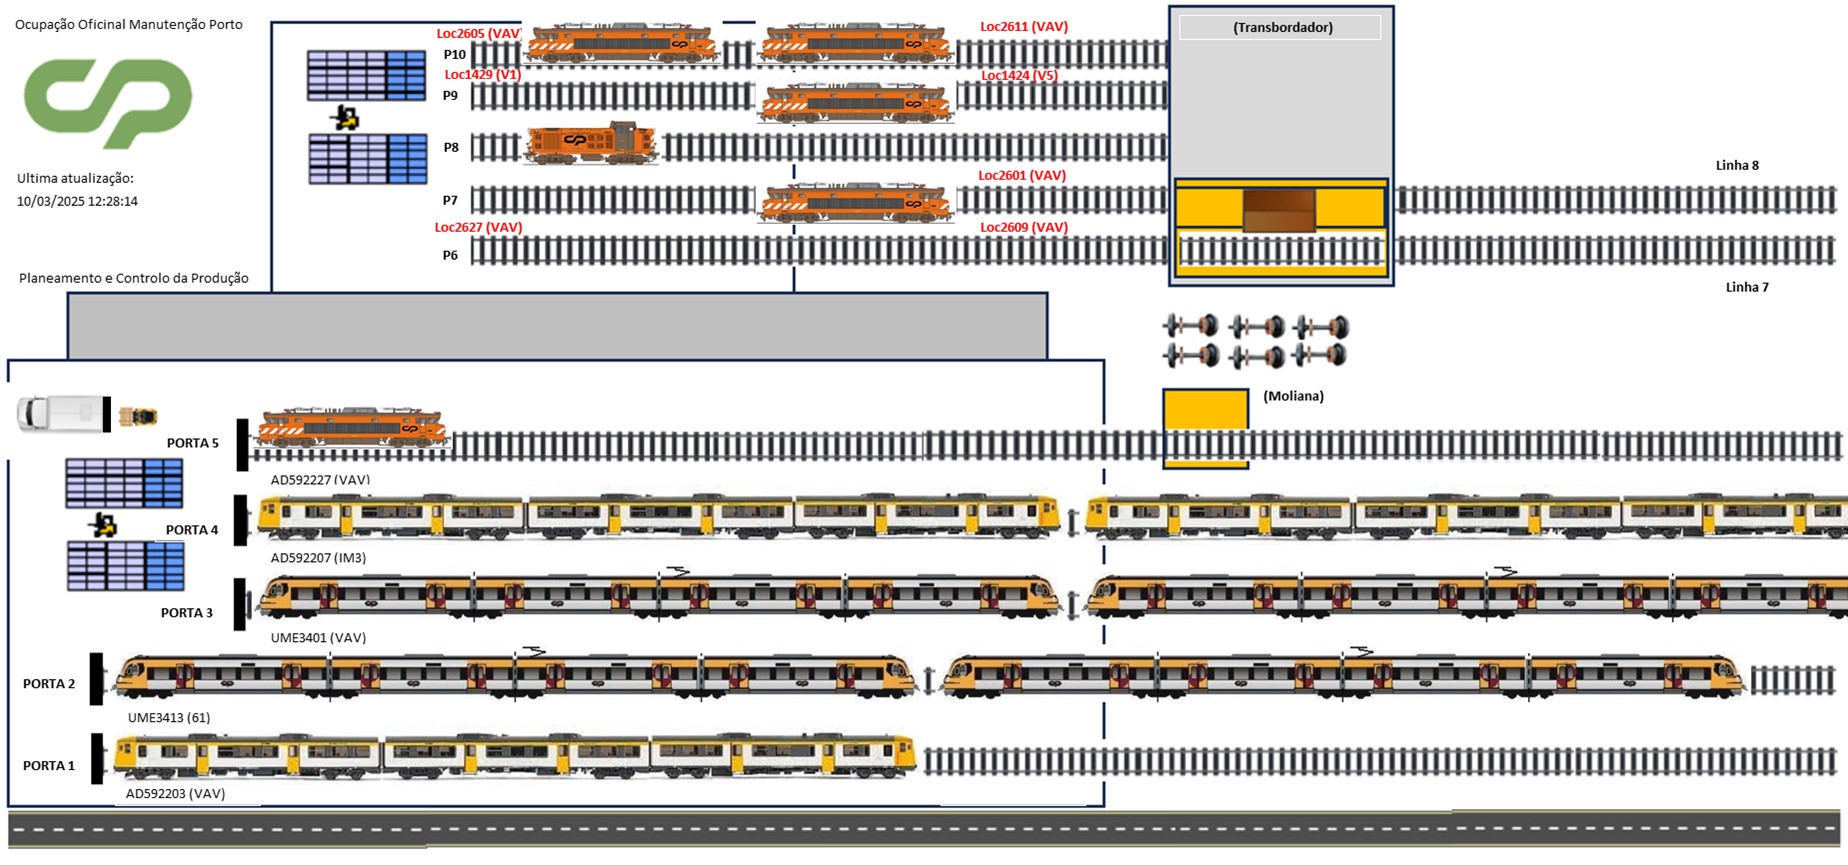 Ocupação Oficinal Manutenção Porto
Ultima atualização:
10/03/2025 12:28:14
Planeamento e Controlo da Produção
Loc2605 (VAV)
Loc2611 (VAV)
P10
Loc1429 (V1)
Loc1424 (V5)
P9
P8
Loc2601 (VAV)
P7
Loc2627 (VAV)
Loc2609 (VAV)
P6
(Transbordador)
Linha 8
Linha 7
(Moliana)
PORTA 5
AD592227 (VAV)
PORTA 4
AD592207 (IM3)
PORTA 3
UME3401 (VAV)
PORTA 2
UME3413 (61)
PORTA 1
AD592203 (VAV)